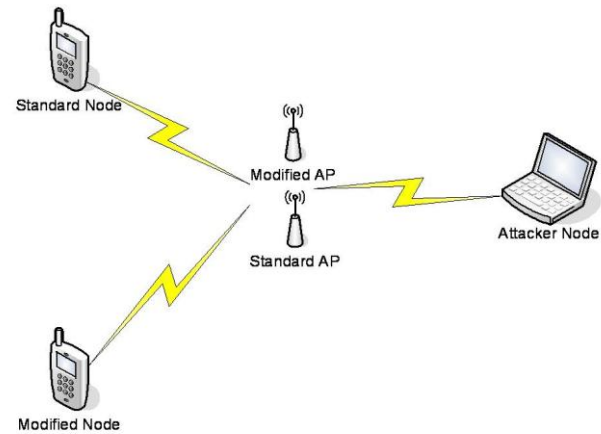 Standard Node
Modified AP
Standard AP
Attacker Node
Modified Node